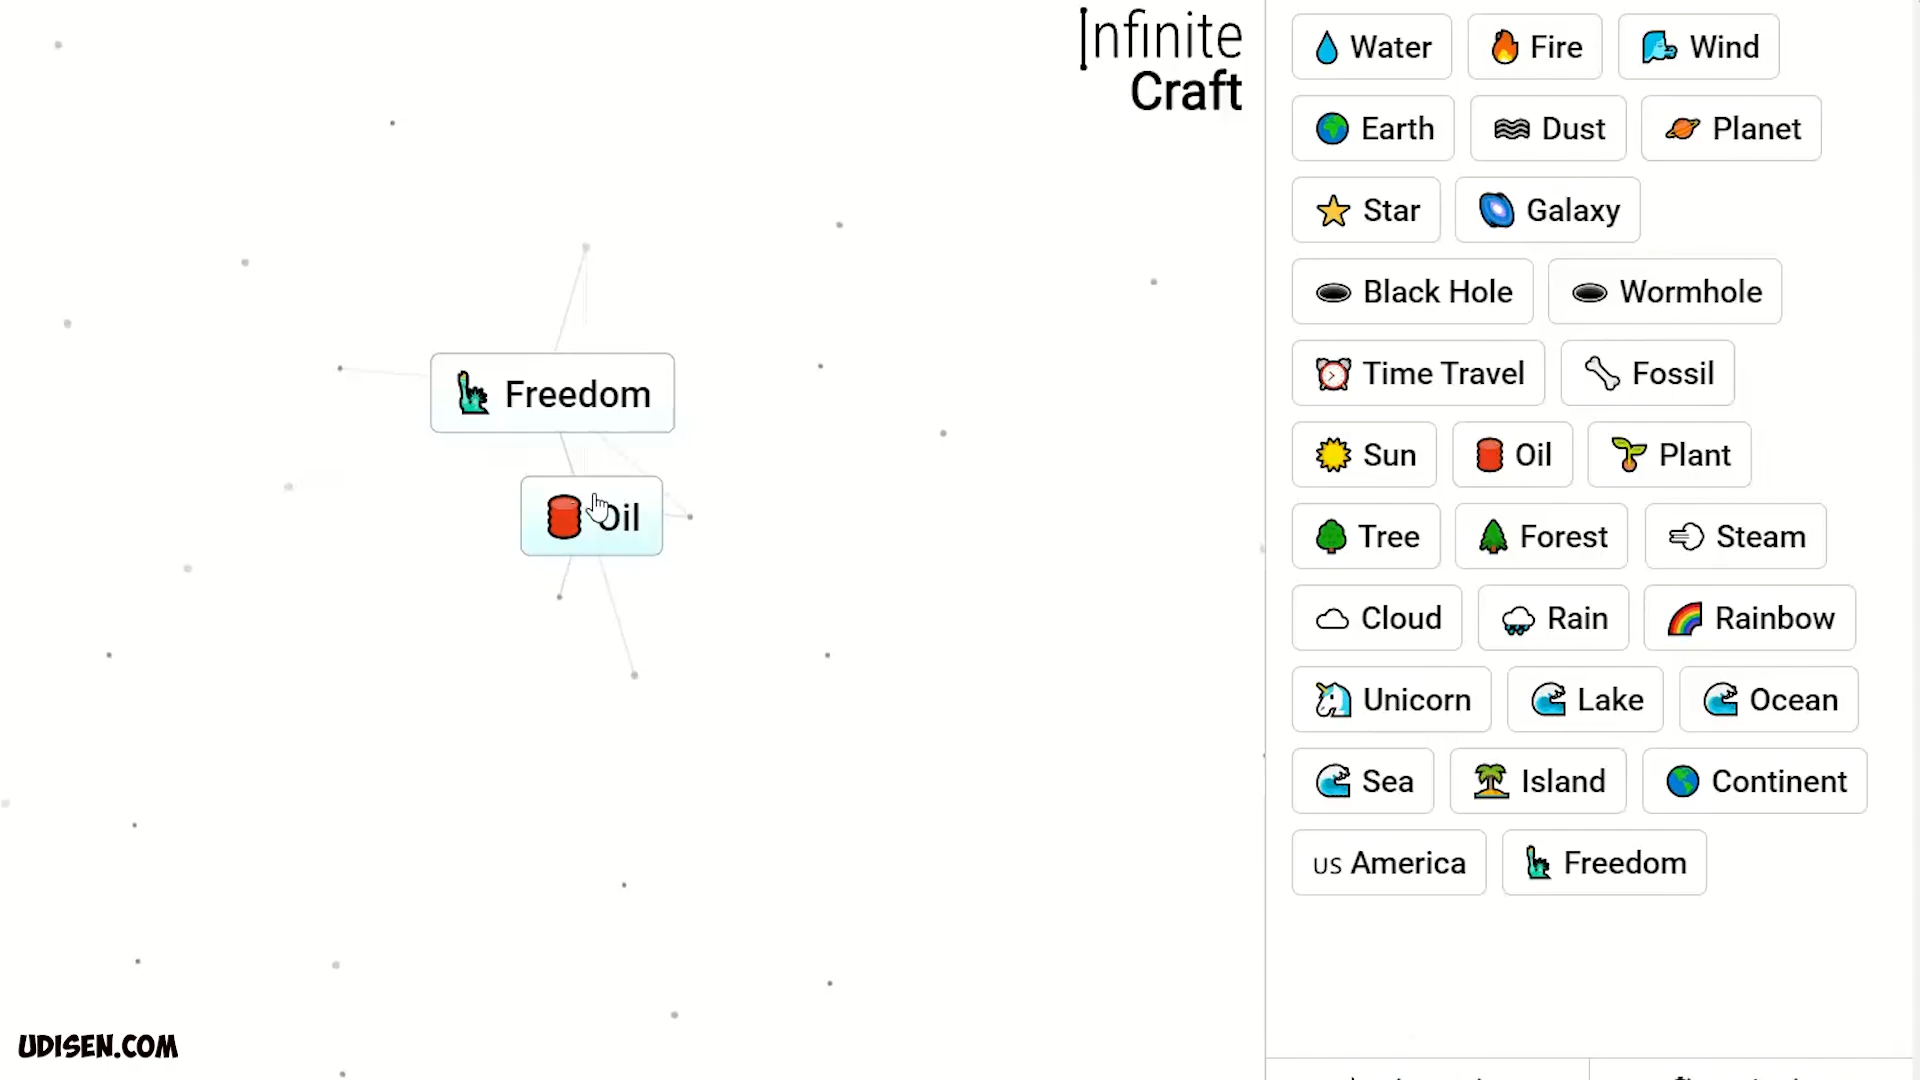 Infinite
Craft
Freedom
Oil
Water Fire Wind
Earth Dust Planet
Star Galaxy
Black Hole Wormhole
Time Travel Fossil
Sun Oil Plant
Tree Forest Steam
Cloud Rain Rainbow
Unicorn Lake Ocean
Sea Island Continent
US America Freedom
UDISEN.COM